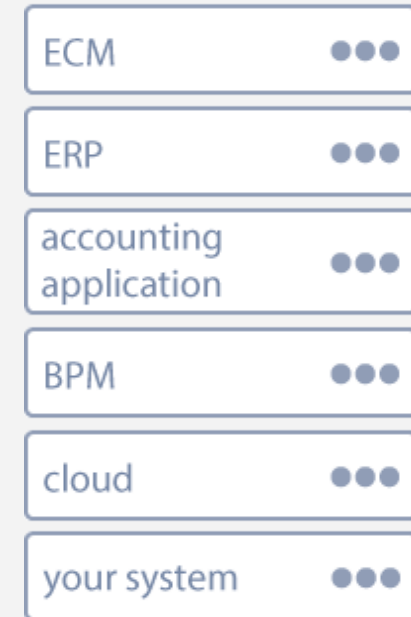 ECM
ERP
accounting
application
BPM
cloud
your system